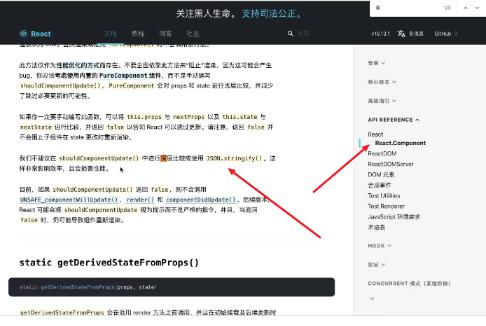 关注黑人生命。支持司法公正。
深
1/2
React
文档
教程
博客
社区
v16.13.1
GitHub
此方法仅作为性能优化的方式而存在。不要企图依靠此方法来“阻止”渲染，因为这可能会产生
bug。你应该考虑使用内置的 PureComponent 组件，而不是手动编写
shouldComponentUpdate()。PureComponent 会对 props 和 state 进行浅层比较，并减少
了跳过必要更新的可能性。
如果你一定要手动编写此函数，可以将 this.props 与 nextProps 以及 this.state 与
nextState 进行比较，并返回 false 以告知 React 可以跳过更新。请注意，返回 false 并
不会阻止子组件在 state 更改时重新渲染。
我们不建议在 shouldComponentUpdate() 中进行深层比较或使用 JSON.stringify()。这
样非常影响效率，且会损害性能。
目前，如果 shouldComponentUpdate() 返回 false，则不会调用
UNSAFE_componentWillUpdate()，render() 和 componentDidUpdate()。后续版本，
React 可能会将 shouldComponentUpdate 视为提示而不是严格的指令，并且，当返回
false 时，仍可能导致组件重新渲染。
static getDerivedStateFromProps()
static getDerivedStateFromProps(props, state)
getDerivedStateFromProps 会在调用 render 方法之前调用，并且在初始挂载及后续更新时
安装
核心概念
高级指引
API REFERENCE
React
React.Component
ReactDOM
ReactDOMServer
DOM 元素
合成事件
Test Utilities
Test Renderer
JavaScript 环境要求
术语表
HOOK
测试
CONCURRENT 模式（实验阶段）